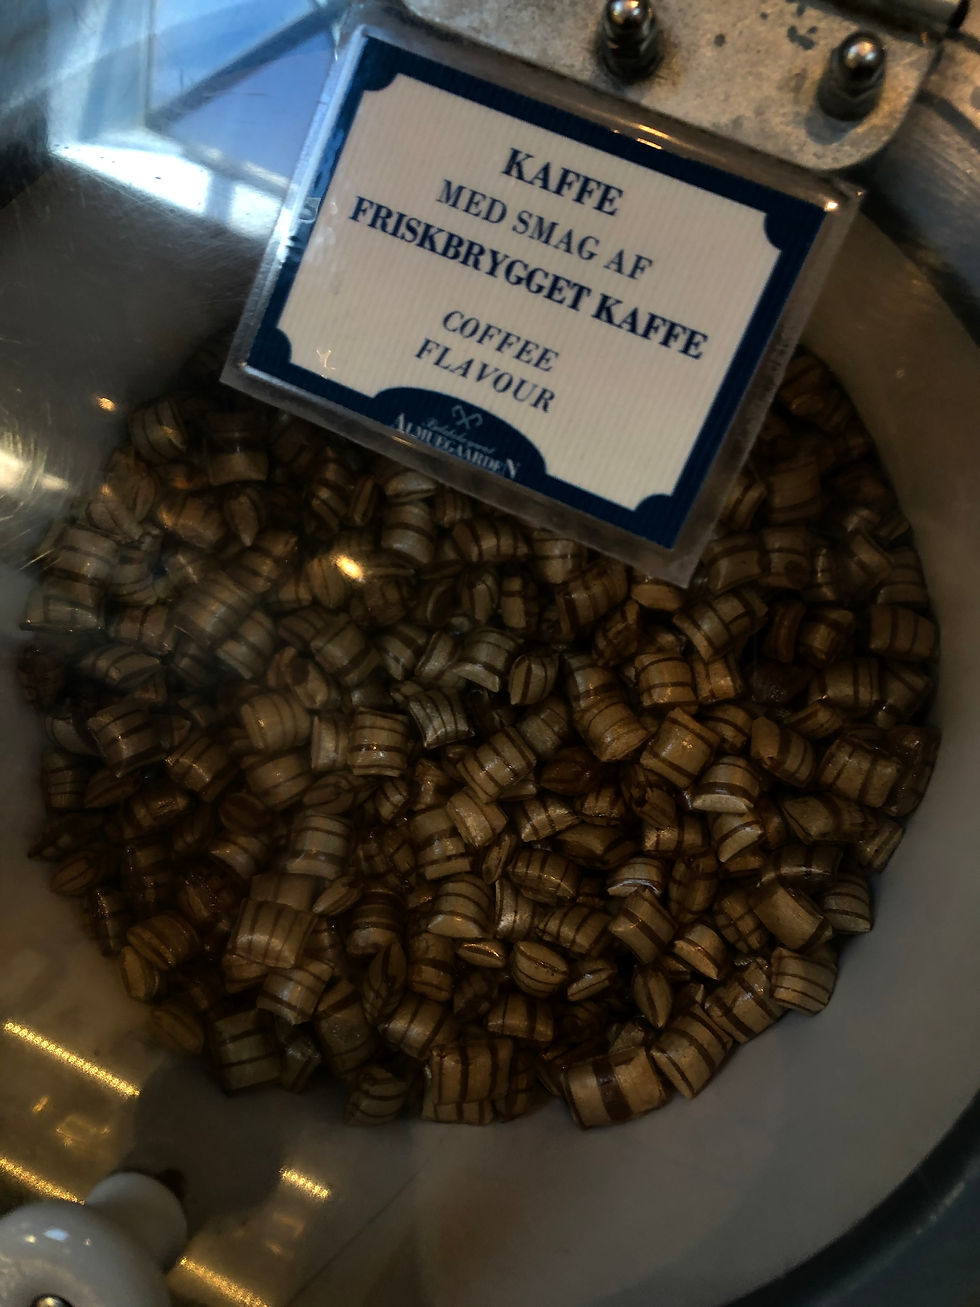 KAFFE
MED SMAG AF
FRISKBRYGGET KAFFE
COFFEE
FLAVOUR
ALMUEGAARDEN